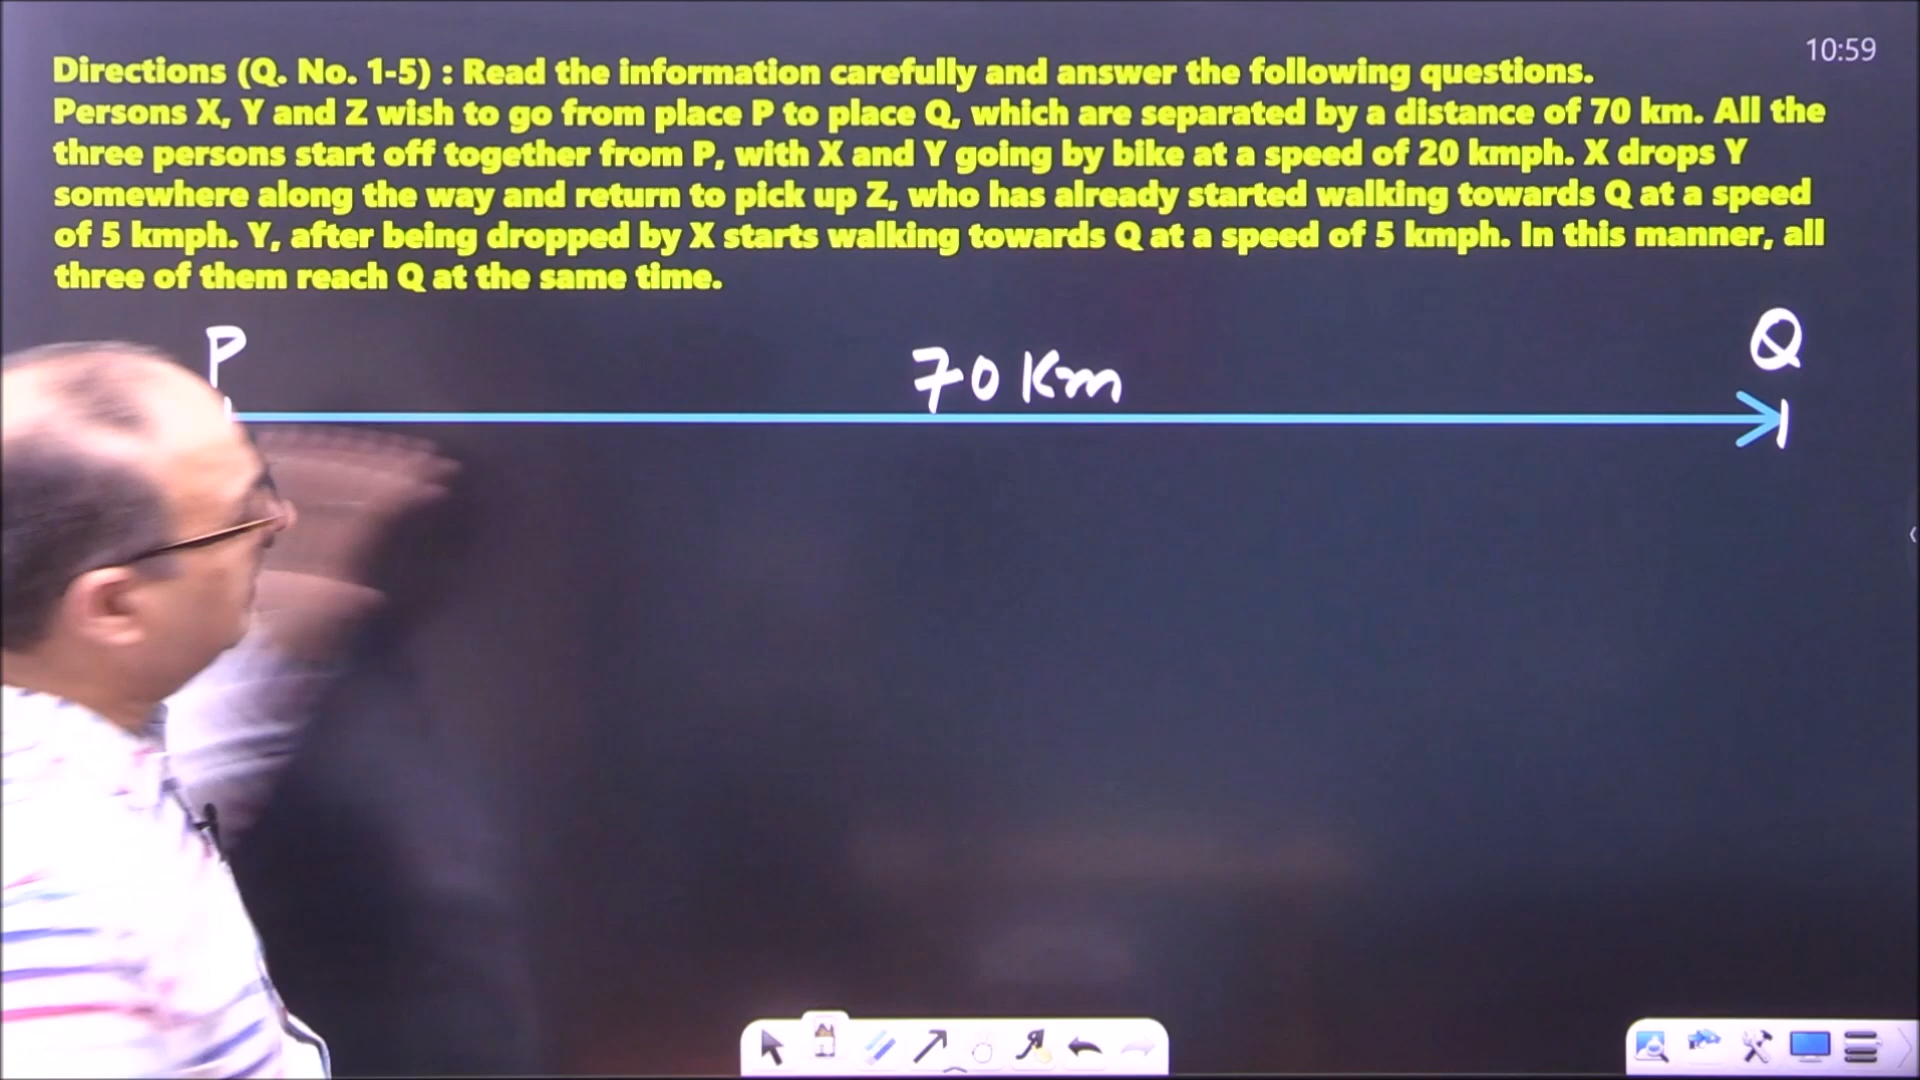 10:59
Directions (Q. No. 1-5) : Read the information carefully and answer the following questions.
Persons X, Y and Z wish to go from place P to place Q, which are separated by a distance of 70 km. All the
three persons start off together from P, with X and Y going by bike at a speed of 20 kmph. X drops Y
somewhere along the way and return to pick up Z, who has already started walking towards Q at a speed
of 5 kmph. Y, after being dropped by X starts walking towards Q at a speed of 5 kmph. In this manner, all
three of them reach Q at the same time.
P 70 Km Q